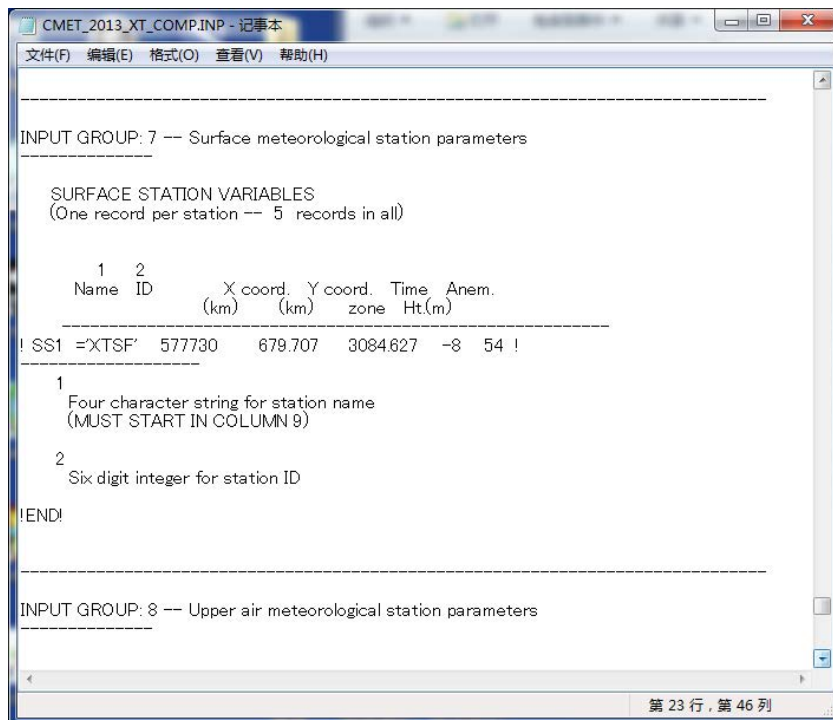 CMET_2013_XT_COMP.INP - 记事本
文件(F) 编辑(E) 格式(O) 查看(V) 帮助(H)
--------------------------------------------------------------------------------
INPUT GROUP: 7 -- Surface meteorological station parameters
--------------
SURFACE STATION VARIABLES
(One record per station -- 5 records in all)
1 2
Name ID X coord. Y coord. Time Anem.
(km) (km) zone Ht.(m)
----------------------------------------------------------
! SS1 ='XTSF' 577730 679.707 3084.627 -8 54 !
-------------------
1
Four character string for station name
(MUST START IN COLUMN 9)
2
Six digit integer for station ID
!END!
--------------------------------------------------------------------------------
INPUT GROUP: 8 -- Upper air meteorological station parameters
--------------
第 23 行，第 46 列